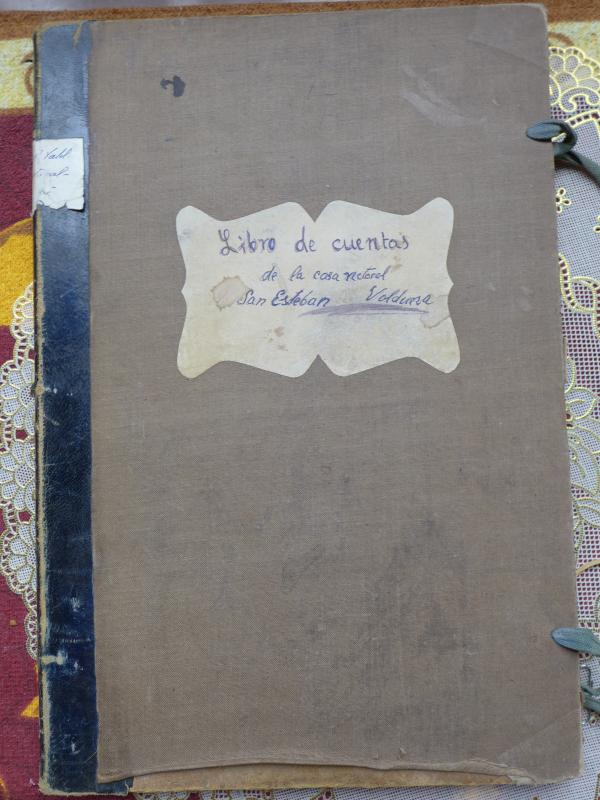 Libro de cuentas
de la casa rectoral
San Esteban Valdueza